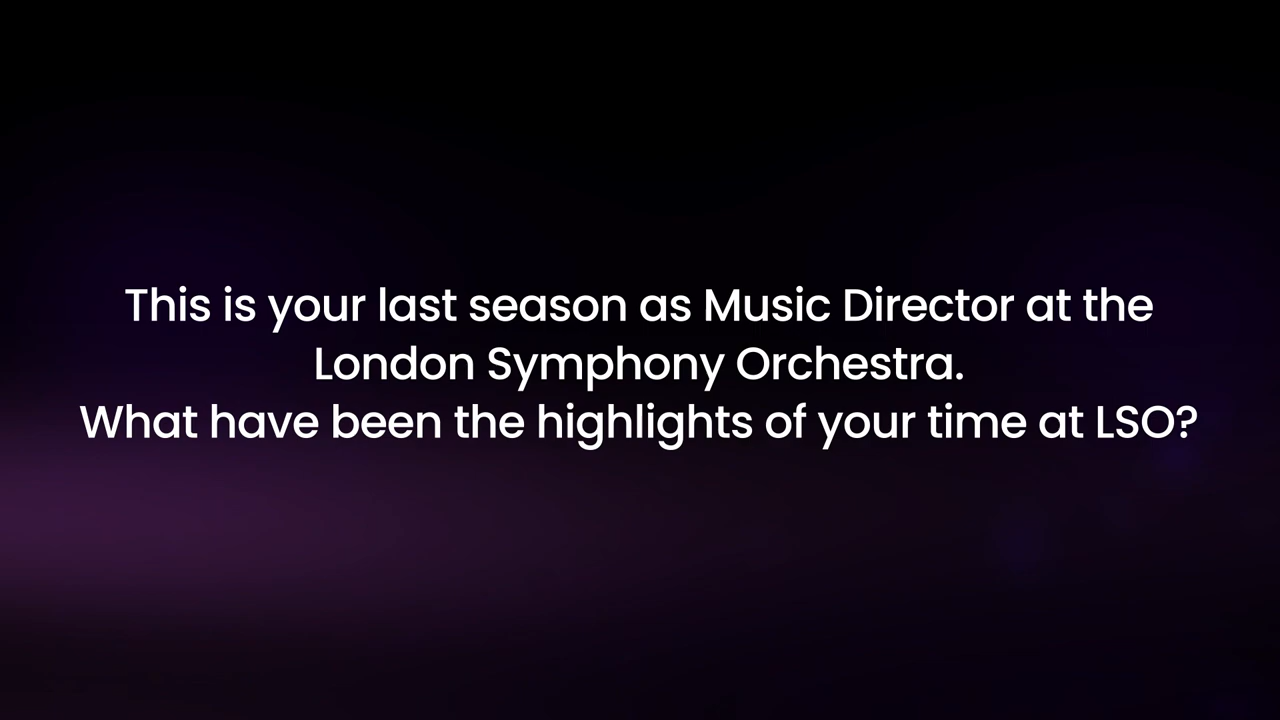 This is your last season as Music Director at the
London Symphony Orchestra.
What have been the highlights of your time at LSO?